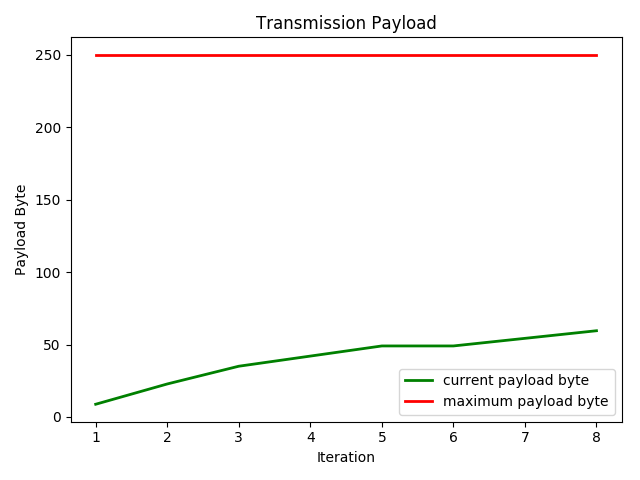 Transmission Payload
250
200
150
100
50
0
Payload Byte
current payload byte
maximum payload byte
1 2 3 4 5 6 7 8
Iteration